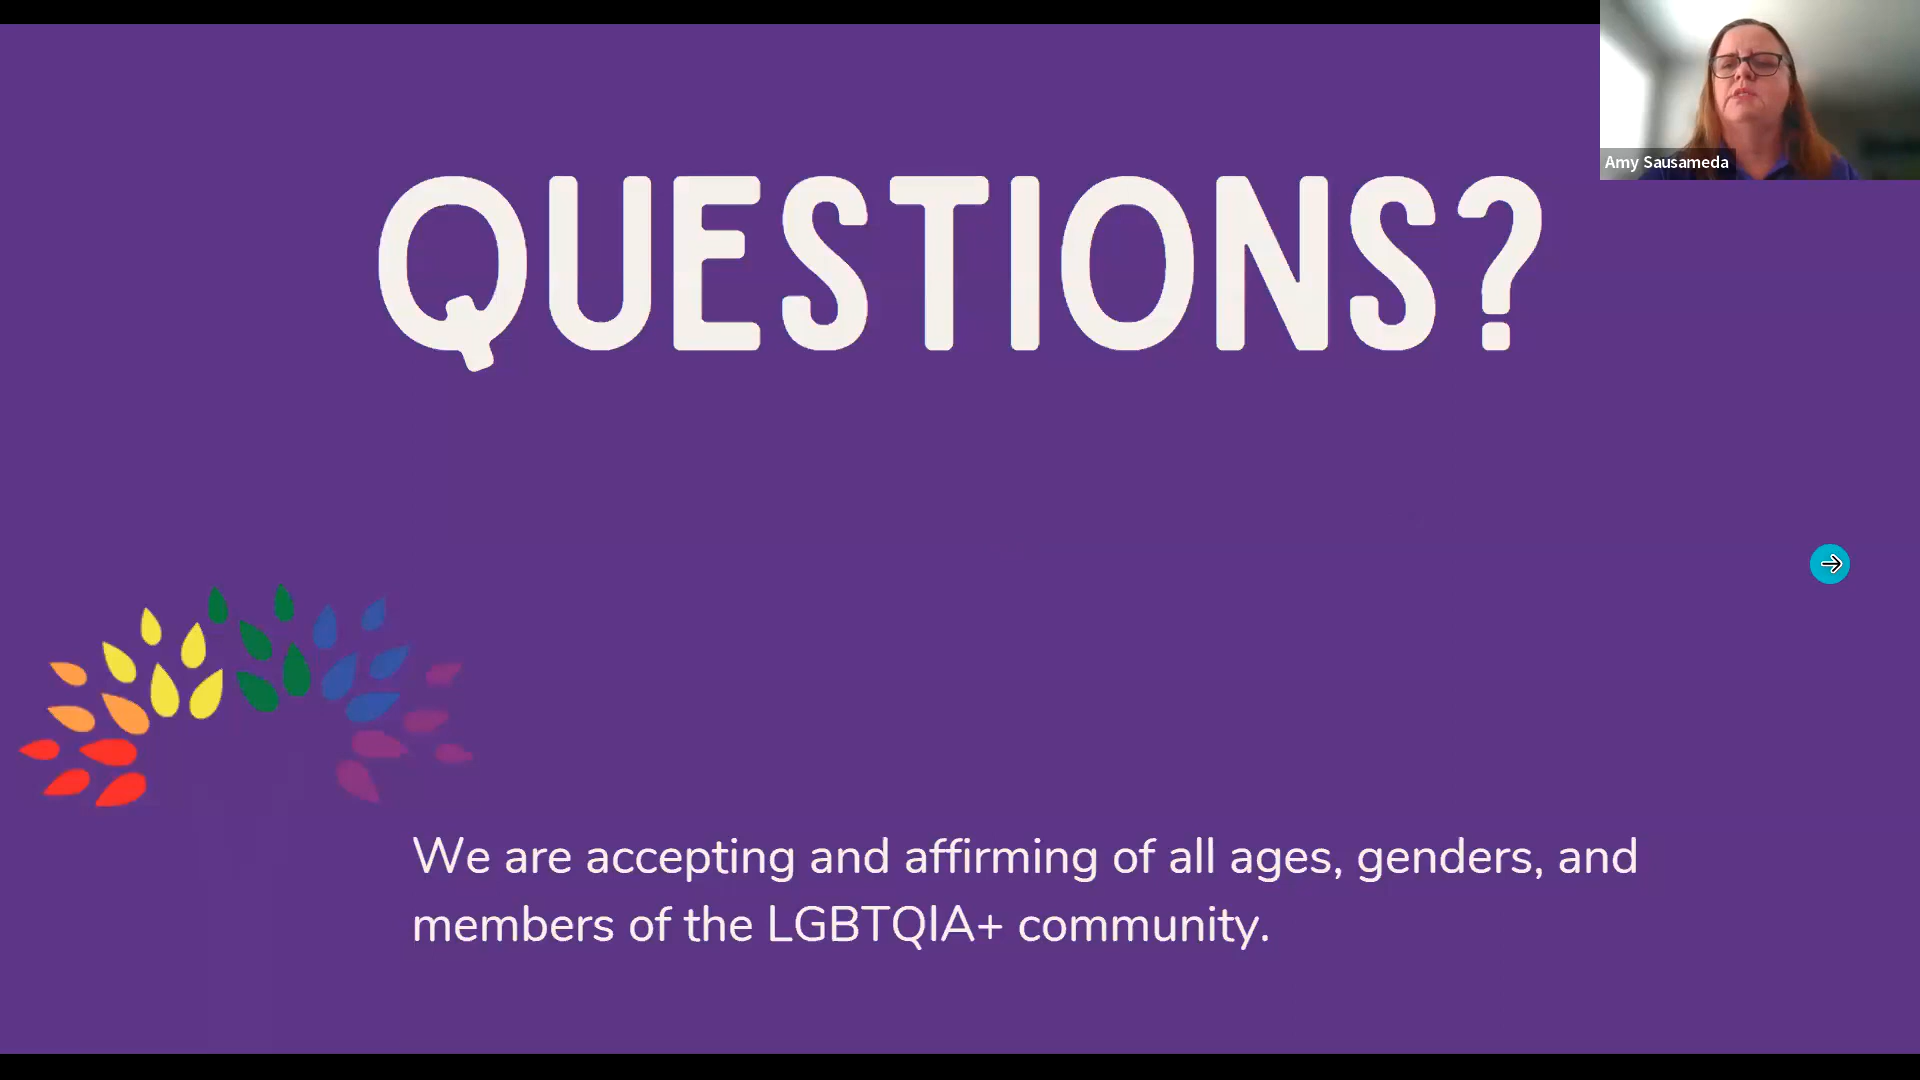 Amy Sausameda
QUESTIONS?
We are accepting and affirming of all ages, genders, and
members of the LGBTQIA+ community.